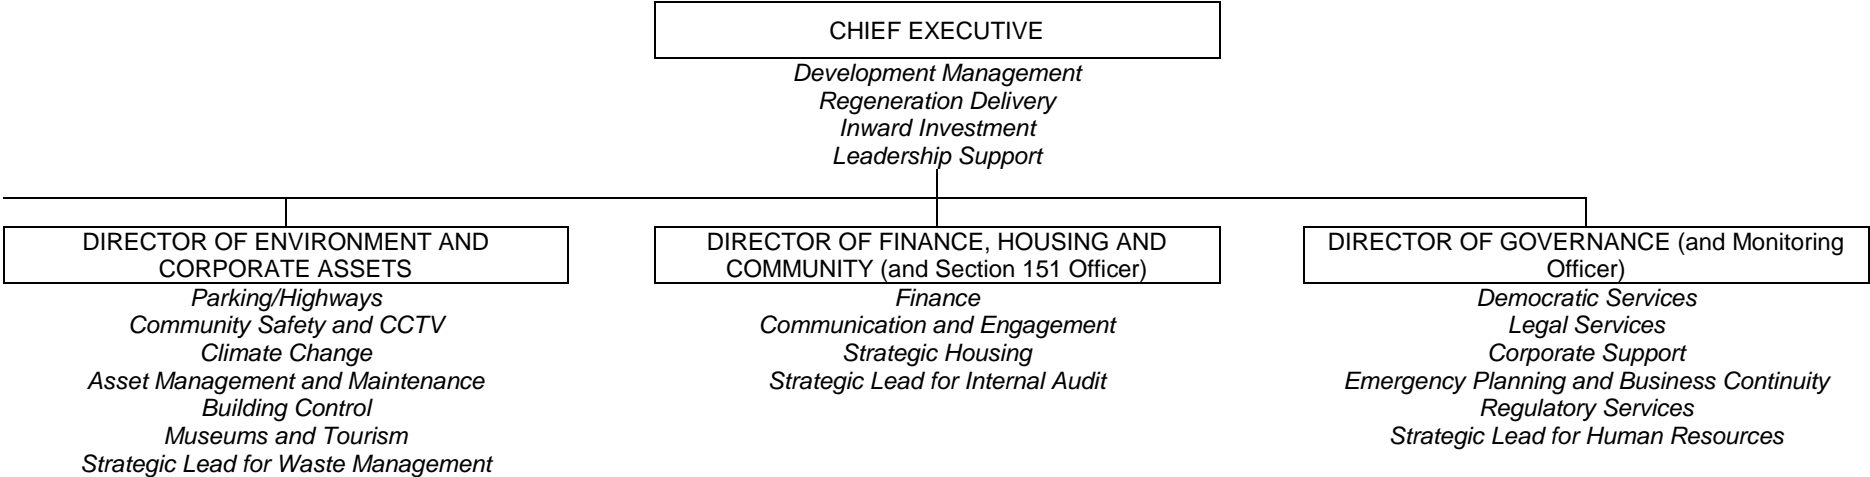 CHIEF EXECUTIVE
Development Management
Regeneration Delivery
Inward Investment
Leadership Support
DIRECTOR OF ENVIRONMENT AND
CORPORATE ASSETS
Parking/Highways
Community Safety and CCTV
Climate Change
Asset Management and Maintenance
Building Control
Museums and Tourism
Strategic Lead for Waste Management
DIRECTOR OF FINANCE, HOUSING AND
COMMUNITY (and Section 151 Officer)
Finance
Communication and Engagement
Strategic Housing
Strategic Lead for Internal Audit
DIRECTOR OF GOVERNANCE (and Monitoring
Officer)
Democratic Services
Legal Services
Corporate Support
Emergency Planning and Business Continuity
Regulatory Services
Strategic Lead for Human Resources